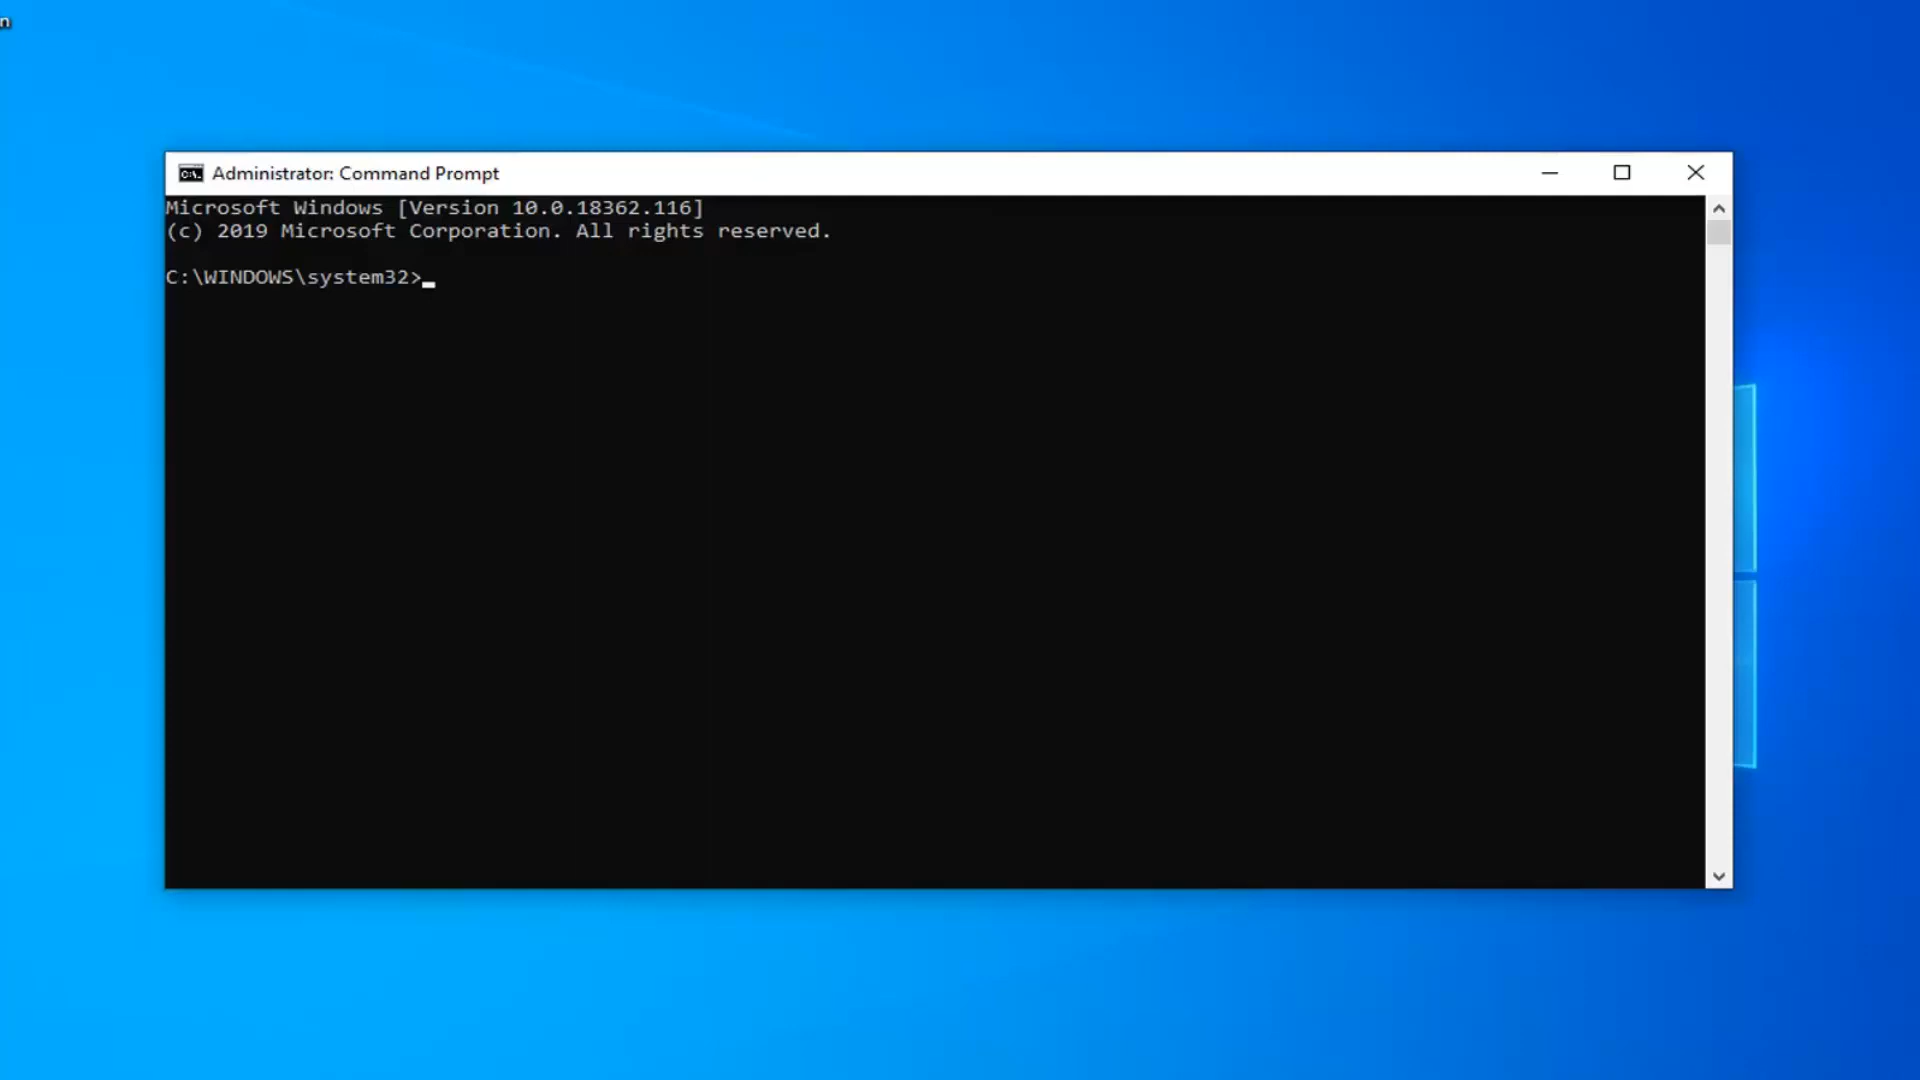 n
Administrator: Command Prompt
Microsoft Windows [Version 10.0.18362.116]
(c) 2019 Microsoft Corporation. All rights reserved.
C:\WINDOWS\system32>